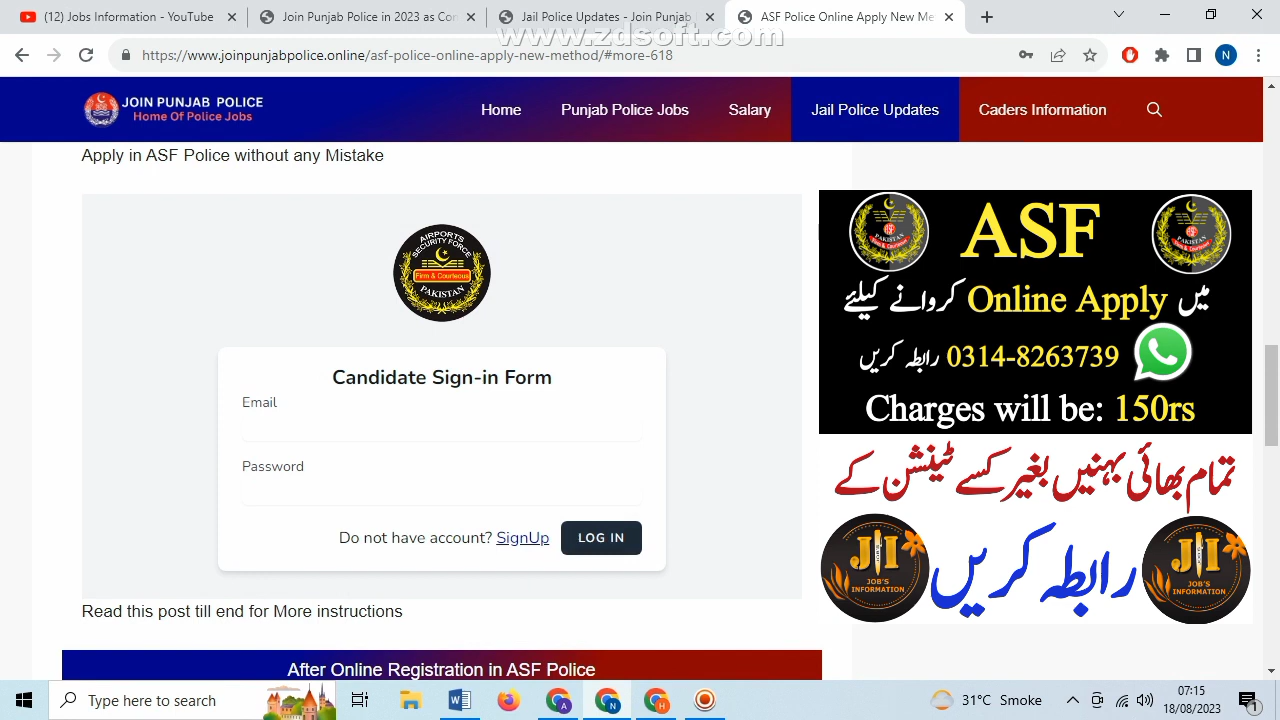 (12) Jobs Information - YouTube
Join Punjab Police in 2023 as Con
Jail Police Updates - Join Punjab
ASF Police Online Apply New Me
www.zdsoft.com
https://www.joinpunjabpolice.online/asf-police-online-apply-new-method/#more-618
N
JOIN PUNJAB POLICE
Home Of Police Jobs
Home
Punjab Police Jobs
Salary
Jail Police Updates
Caders Information
Apply in ASF Police without any Mistake
AIRPORTS SECURITY FORCE
Firm & Courteous
PAKISTAN
Candidate Sign-in Form
Email
Password
Do not have account? SignUp
LOG IN
Read this post till end for More instructions
After Online Registration in ASF Police
ASF
میں Online Apply کروانے کیلئے
0314-8263739 رابطہ کریں
Charges will be: 150rs
تمام بھائی بہنیں بغیر کسے ٹینشن کے
رابطہ کریں
JI
JOB'S
INFORMATION
JI
JOB'S
INFORMATION
Type here to search
A
N
H
31°C Smoke
07:15
18/08/2023
1